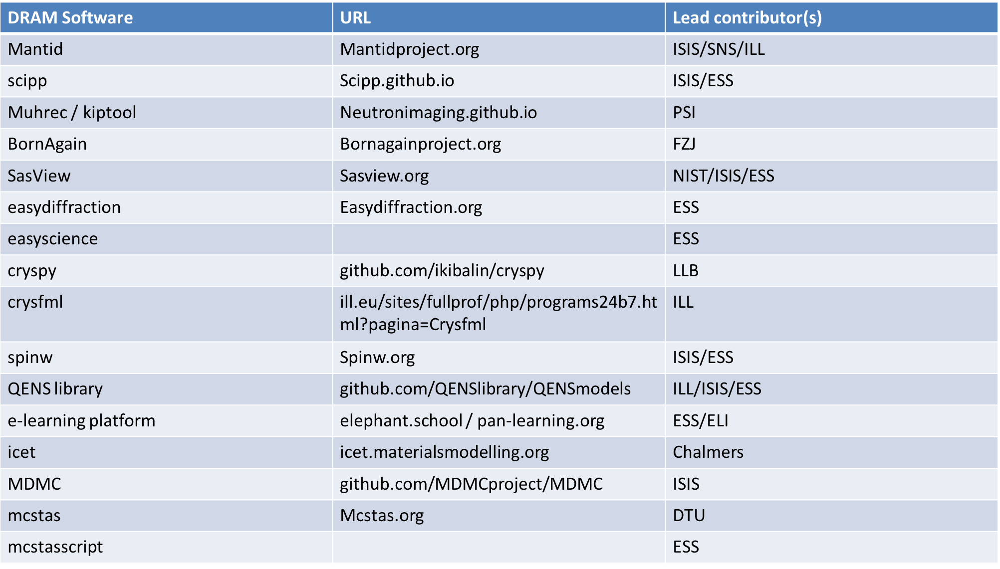 DRAM Software URL Lead contributor(s)
Mantid Mantidproject.org ISIS/SNS/ILL
scipp Scipp.github.io ISIS/ESS
Muhrec / kiptool Neutronimaging.github.io PSI
BornAgain Bornagainproject.org FZJ
SasView Sasview.org NIST/ISIS/ESS
easydiffraction Easydiffraction.org ESS
easyscience ESS
cryspy github.com/ikibalin/cryspy LLB
crysfml ill.eu/sites/fullprof/php/programs24b7.ht ILL
ml?pagina=Crysfml
spinw Spinw.org ISIS/ESS
QENS library github.com/QENSlibrary/QENSmodels ILL/ISIS/ESS
e-learning platform elephant.school / pan-learning.org ESS/ELI
icet icet.materialsmodelling.org Chalmers
MDMC github.com/MDMCproject/MDMC ISIS
mcstas Mcstas.org DTU
mcstasscript ESS